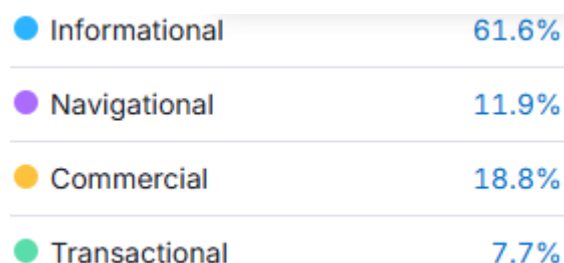 Informational 61.6%
Navigational 11.9%
Commercial 18.8%
Transactional 7.7%